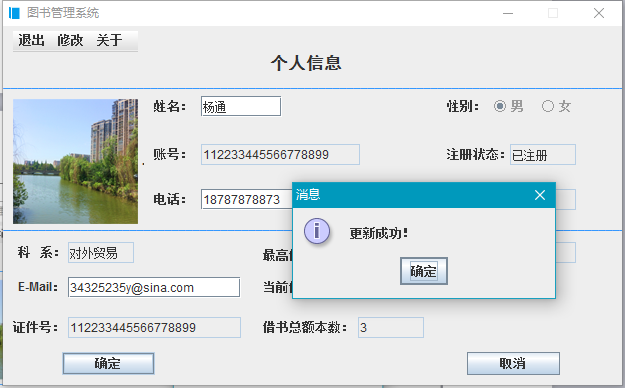 图书管理系统
退出 修改 关于
个人信息
姓名: 杨通 性别: 男 女
账号: 112233445566778899 注册状态: 已注册
电话: 18787878873
消息
更新成功!
确定
科 系: 对外贸易 最高
E-Mail: 34325235y@sina.com 当前
证件号: 112233445566778899 借书总额本数: 3
确定 取消